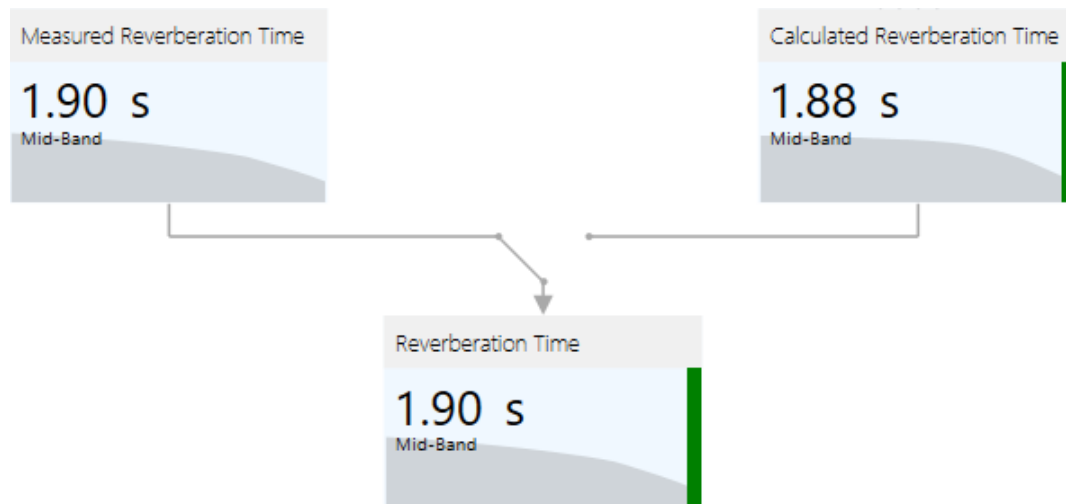 Measured Reverberation Time
1.90 s
Mid-Band
Calculated Reverberation Time
1.88 s
Mid-Band
Reverberation Time
1.90 s
Mid-Band